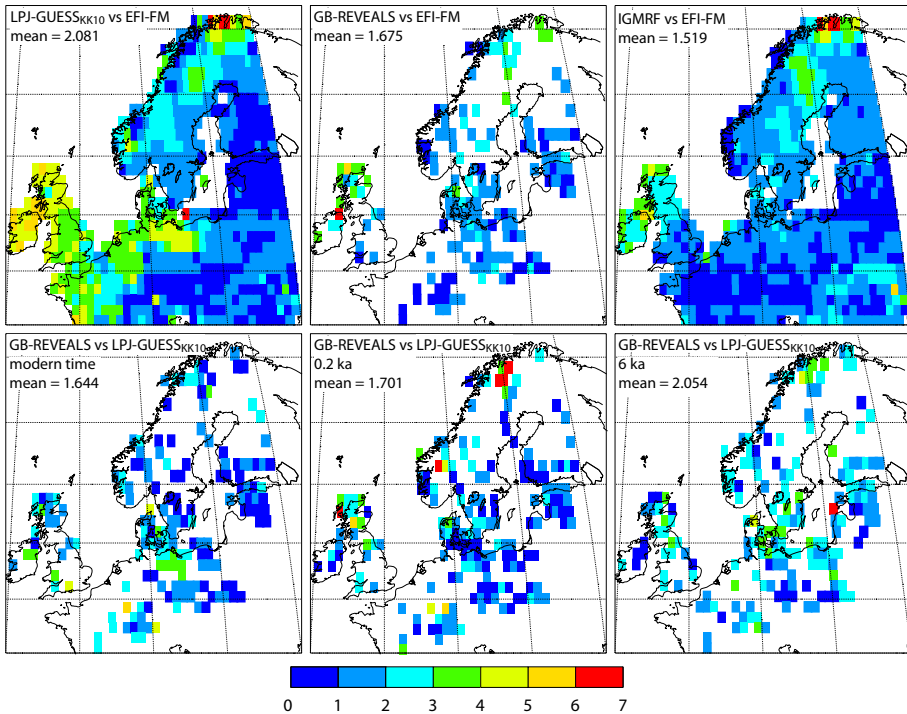 LPJ-GUESSKK10 vs EFI-FM
mean = 2.081
GB-REVEALS vs EFI-FM
mean = 1.675
IGMRF vs EFI-FM
mean = 1.519
GB-REVEALS vs LPJ-GUESSKK10
modern time
mean = 1.644
GB-REVEALS vs LPJ-GUESSKK10
0.2 ka
mean = 1.701
GB-REVEALS vs LPJ-GUESSKK10
6 ka
mean = 2.054
0 1 2 3 4 5 6 7